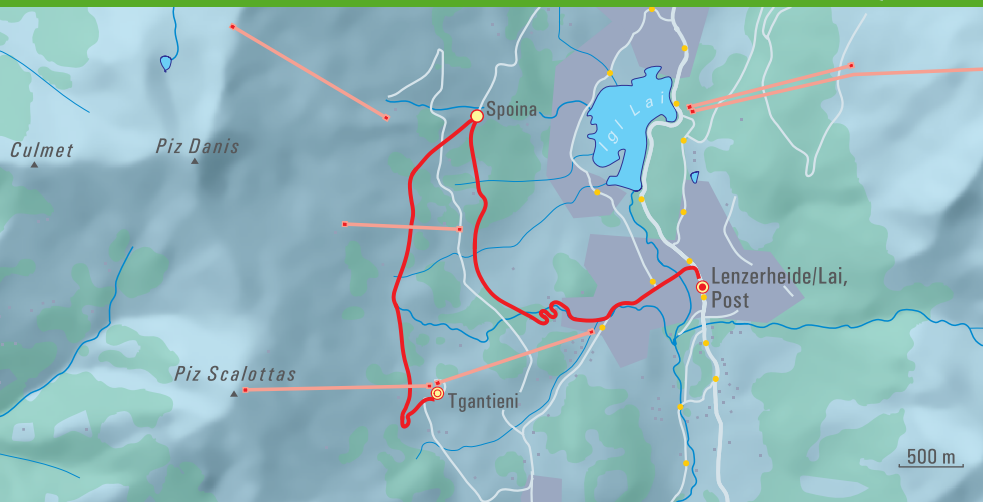 Spoina
Igl Lai
Culmet
Piz Danis
Lenzerheide/Lai,
Post
Piz Scalottas
Tgantieni
500 m